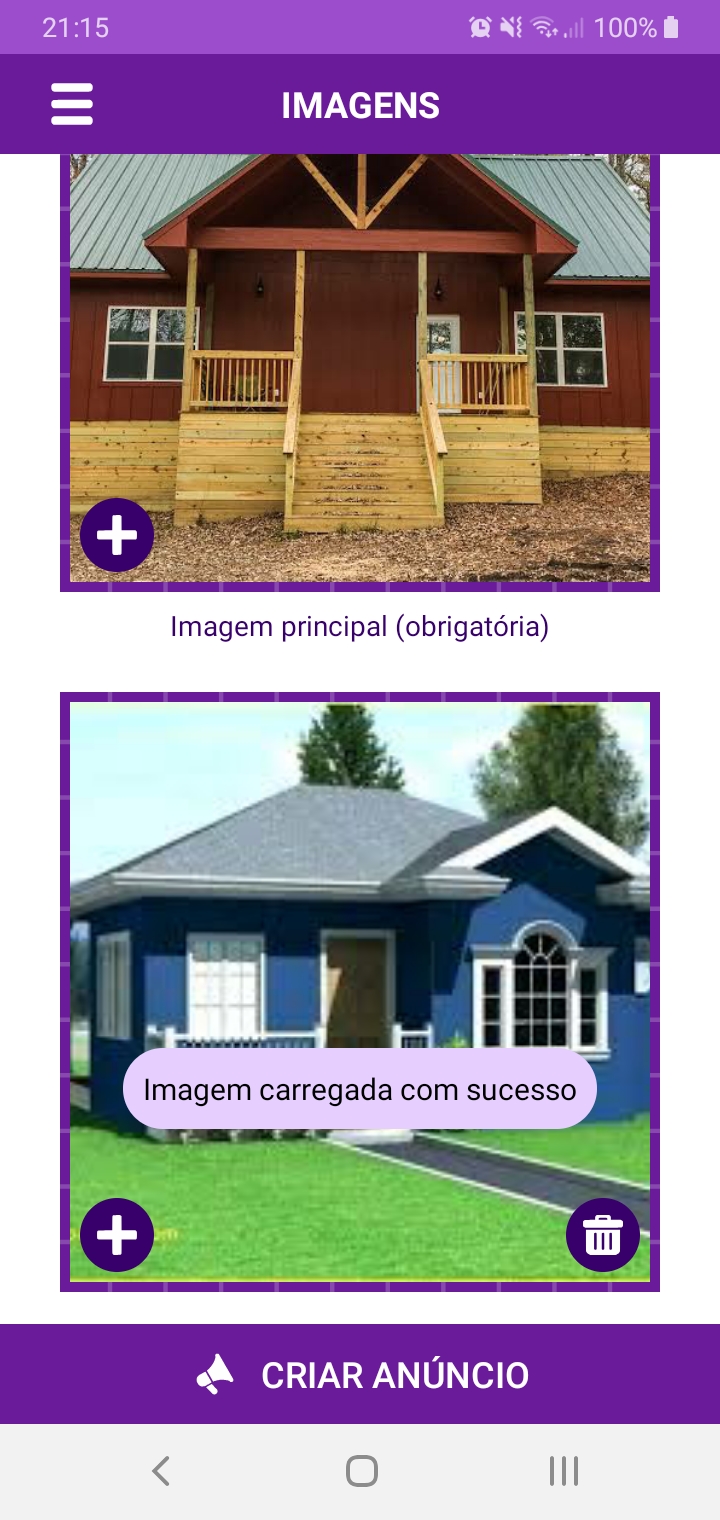 21:15
100%
IMAGENS
Imagem principal (obrigatória)
Imagem carregada com sucesso
CRIAR ANÚNCIO